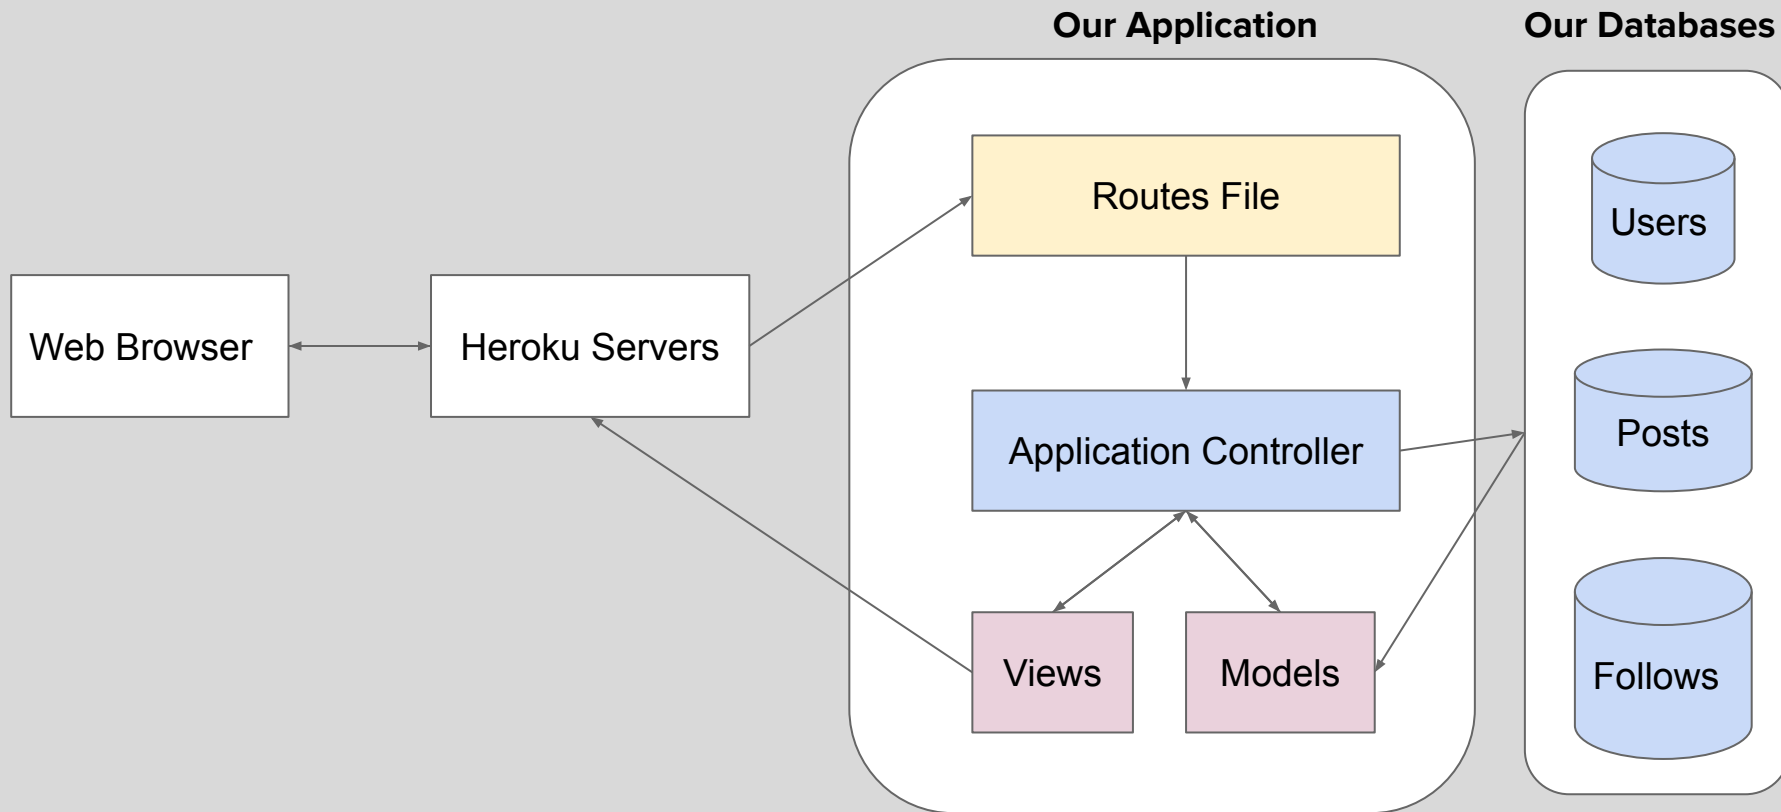 Our Application
Our Databases
Routes File
Users
Web Browser
Heroku Servers
Application Controller
Posts
Views
Models
Follows